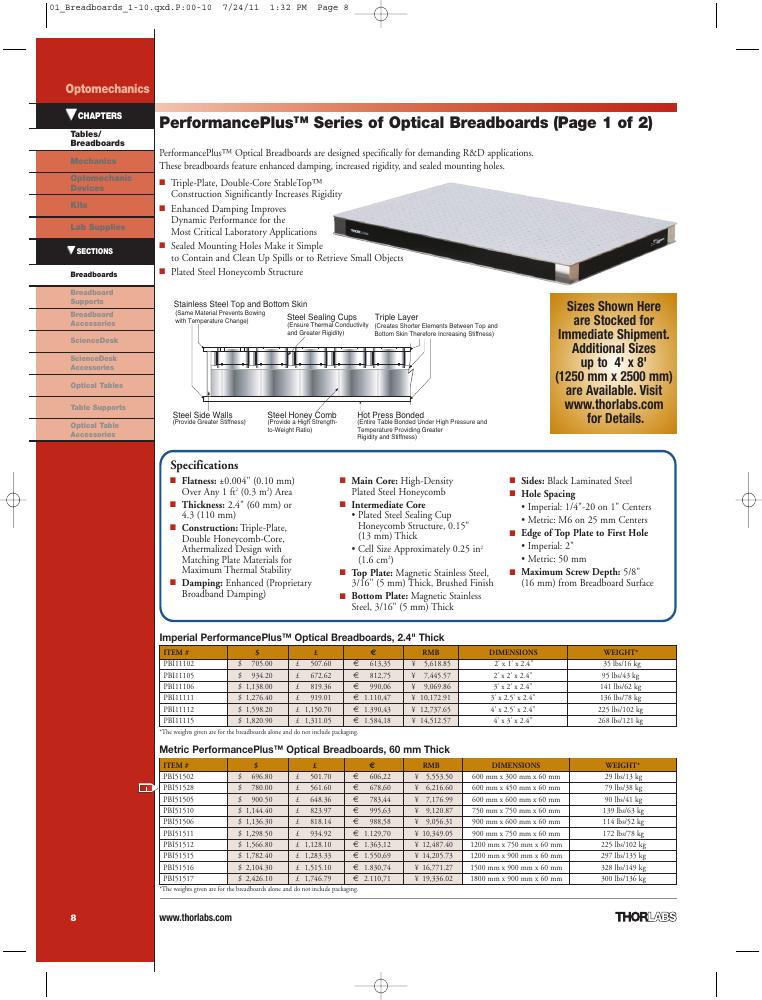 01_Breadboards_1-10.qxd.P:00-10 7/24/11 1:32 PM Page 8
Optomechanics
CHAPTERS
Tables/
Breadboards
Mechanics
Optomechanic
Devices
Kits
Lab Supplies
SECTIONS
Breadboards
Breadboard
Supports
Breadboard
Accessories
ScienceDesk
ScienceDesk
Accessories
Optical Tables
Table Supports
Optical Table
Accessories
PerformancePlus™ Series of Optical Breadboards (Page 1 of 2)
PerformancePlus™ Optical Breadboards are designed specifically for demanding R&D applications.
These breadboards feature enhanced damping, increased rigidity, and sealed mounting holes.
■ Triple-Plate, Double-Core StableTop™
Construction Significantly Increases Rigidity
■ Enhanced Damping Improves
Dynamic Performance for the
Most Critical Laboratory Applications
■ Sealed Mounting Holes Make it Simple
to Contain and Clean Up Spills or to Retrieve Small Objects
■ Plated Steel Honeycomb Structure
THORLABS
Stainless Steel Top and Bottom Skin
(Same Material Prevents Bowing
with Temperature Change)
Steel Sealing Cups
(Ensure Thermal Conductivity
and Greater Rigidity)
Triple Layer
(Creates Shorter Elements Between Top and
Bottom Skin Therefore Increasing Stiffness)
Steel Side Walls
(Provide Greater Stiffness)
Steel Honey Comb
(Provide a High Strength-
to-Weight Ratio)
Hot Press Bonded
(Entire Table Bonded Under High Pressure and
Temperature Providing Greater
Rigidity and Stiffness)
Sizes Shown Here
are Stocked for
Immediate Shipment.
Additional Sizes
up to 4' x 8'
(1250 mm x 2500 mm)
are Available. Visit
www.thorlabs.com
for Details.
Specifications
■ Flatness: ±0.004" (0.10 mm)
Over Any 1 ft² (0.3 m²) Area
■ Thickness: 2.4" (60 mm) or
4.3 (110 mm)
■ Construction: Triple-Plate,
Double Honeycomb-Core,
Athermalized Design with
Matching Plate Materials for
Maximum Thermal Stability
■ Damping: Enhanced (Proprietary
Broadband Damping)
■ Main Core: High-Density
Plated Steel Honeycomb
■ Intermediate Core
• Plated Steel Sealing Cup
Honeycomb Structure, 0.15"
(13 mm) Thick
• Cell Size Approximately 0.25 in²
(1.6 cm²)
■ Top Plate: Magnetic Stainless Steel,
3/16" (5 mm) Thick, Brushed Finish
■ Bottom Plate: Magnetic Stainless
Steel, 3/16" (5 mm) Thick
■ Sides: Black Laminated Steel
■ Hole Spacing
• Imperial: 1/4"-20 on 1" Centers
• Metric: M6 on 25 mm Centers
■ Edge of Top Plate to First Hole
• Imperial: 2"
• Metric: 50 mm
■ Maximum Screw Depth: 5/8"
(16 mm) from Breadboard Surface
Imperial PerformancePlus™ Optical Breadboards, 2.4" Thick
ITEM # $ £ € RMB DIMENSIONS WEIGHT*
PBI11102 $ 705.00 £ 507.60 € 613,35 ¥ 5,618.85 2' x 1' x 2.4" 35 lbs/16 kg
PBI11105 $ 934.20 £ 672.62 € 812,75 ¥ 7,445.57 2' x 2' x 2.4" 95 lbs/43 kg
PBI11106 $ 1,138.00 £ 819.36 € 990,06 ¥ 9,069.86 3' x 2' x 2.4" 141 lbs/62 kg
PBI11111 $ 1,276.40 £ 919.01 € 1.110,47 ¥ 10,172.91 3' x 2.5' x 2.4" 136 lbs/78 kg
PBI11112 $ 1,598.20 £ 1,150.70 € 1.390,43 ¥ 12,737.65 4' x 2.5' x 2.4" 225 lbs/102 kg
PBI11115 $ 1,820.90 £ 1,311.05 € 1.584,18 ¥ 14,512.57 4' x 3' x 2.4" 268 lbs/121 kg
*The weights given are for the breadboards alone and do not include packaging.
Metric PerformancePlus™ Optical Breadboards, 60 mm Thick
ITEM # $ £ € RMB DIMENSIONS WEIGHT*
PBI51502 $ 696.80 £ 501.70 € 606,22 ¥ 5,553.50 600 mm x 300 mm x 60 mm 29 lbs/13 kg
PBI51528 $ 780.00 £ 561.60 € 678,60 ¥ 6,216.60 600 mm x 450 mm x 60 mm 79 lbs/38 kg
PBI51505 $ 900.50 £ 648.36 € 783,44 ¥ 7,176.99 600 mm x 600 mm x 60 mm 90 lbs/41 kg
PBI51510 $ 1,144.40 £ 823.97 € 995,63 ¥ 9,120.87 750 mm x 750 mm x 60 mm 139 lbs/63 kg
PBI51506 $ 1,136.30 £ 818.14 € 988,58 ¥ 9,056.31 900 mm x 600 mm x 60 mm 114 lbs/52 kg
PBI51511 $ 1,298.50 £ 934.92 € 1.129,70 ¥ 10,349.05 900 mm x 750 mm x 60 mm 172 lbs/78 kg
PBI51512 $ 1,566.80 £ 1,128.10 € 1.363,12 ¥ 12,487.40 1200 mm x 750 mm x 60 mm 225 lbs/102 kg
PBI51515 $ 1,782.40 £ 1,283.33 € 1.550,69 ¥ 14,205.73 1200 mm x 900 mm x 60 mm 297 lbs/135 kg
PBI51516 $ 2,104.30 £ 1,515.10 € 1.830,74 ¥ 16,771.27 1500 mm x 900 mm x 60 mm 328 lbs/149 kg
PBI51517 $ 2,426.10 £ 1,746.79 € 2.110,71 ¥ 19,336.02 1800 mm x 900 mm x 60 mm 300 lbs/136 kg
*The weights given are for the breadboards alone and do not include packaging.
8
www.thorlabs.com
THORLABS